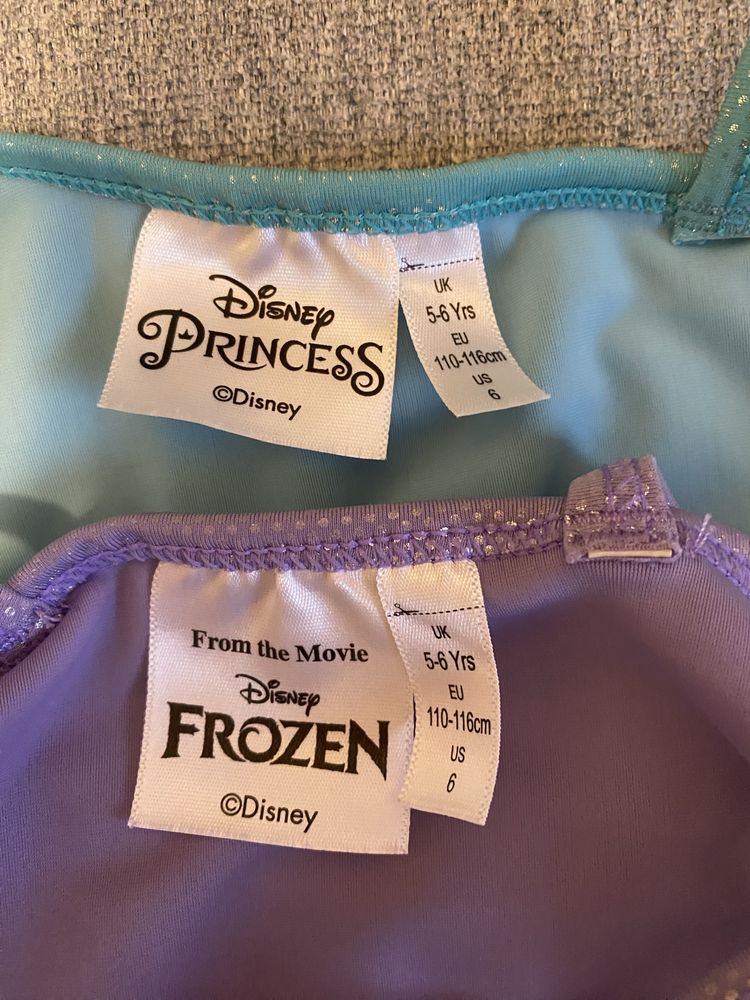 Disney
PRINCESS
©Disney
UK
5-6 Yrs
EU
110-116cm
US
6
From the Movie
Disney
FROZEN
©Disney
UK
5-6 Yrs
EU
110-116cm
US
6